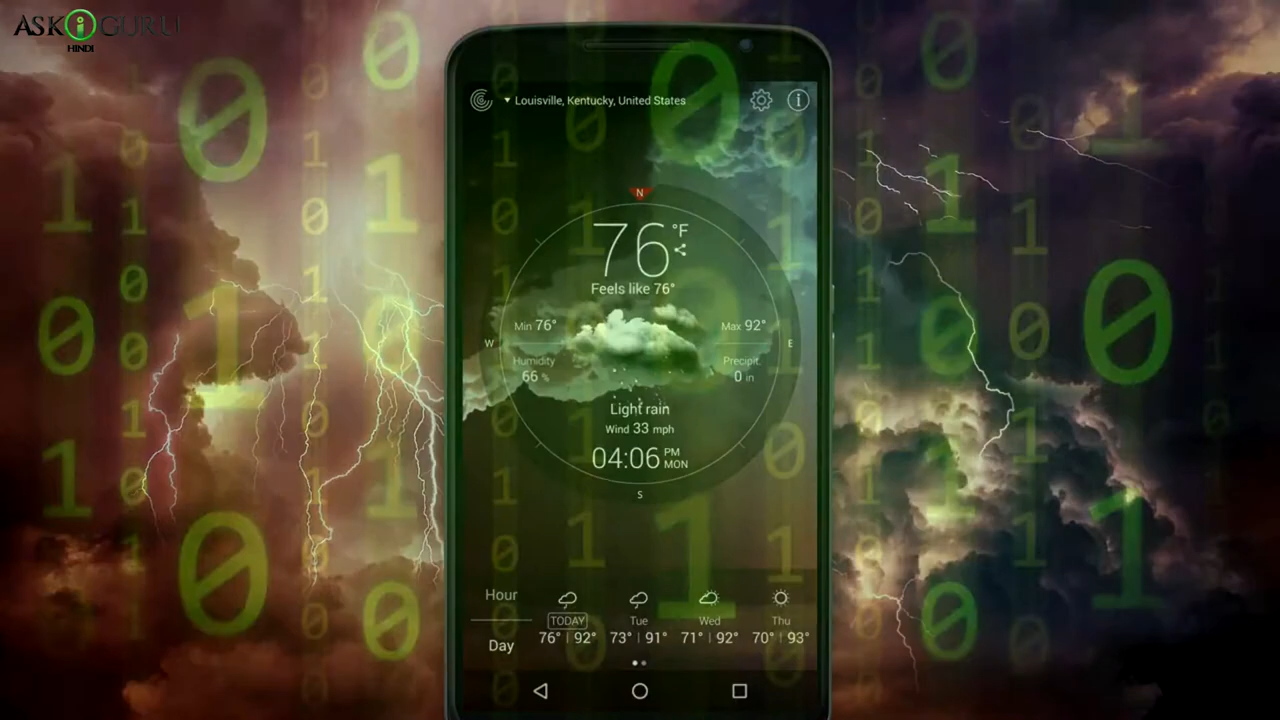 ASK i GURU
HINDI
Louisville, Kentucky, United States
i
N
76°F
Feels like 76°
Min 76°
Max 92°
W
E
Humidity
66 %
Precipit.
0 in
Light rain
Wind 33 mph
04:06 PM
MON
S
Hour
Day
TODAY
Tue
Wed
Thu
76° | 92°
73° | 91°
71° | 92°
70° | 93°